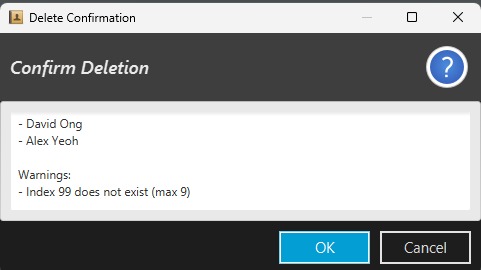 Delete Confirmation
Confirm Deletion
?
- David Ong
- Alex Yeoh
Warnings:
- Index 99 does not exist (max 9)
OK
Cancel